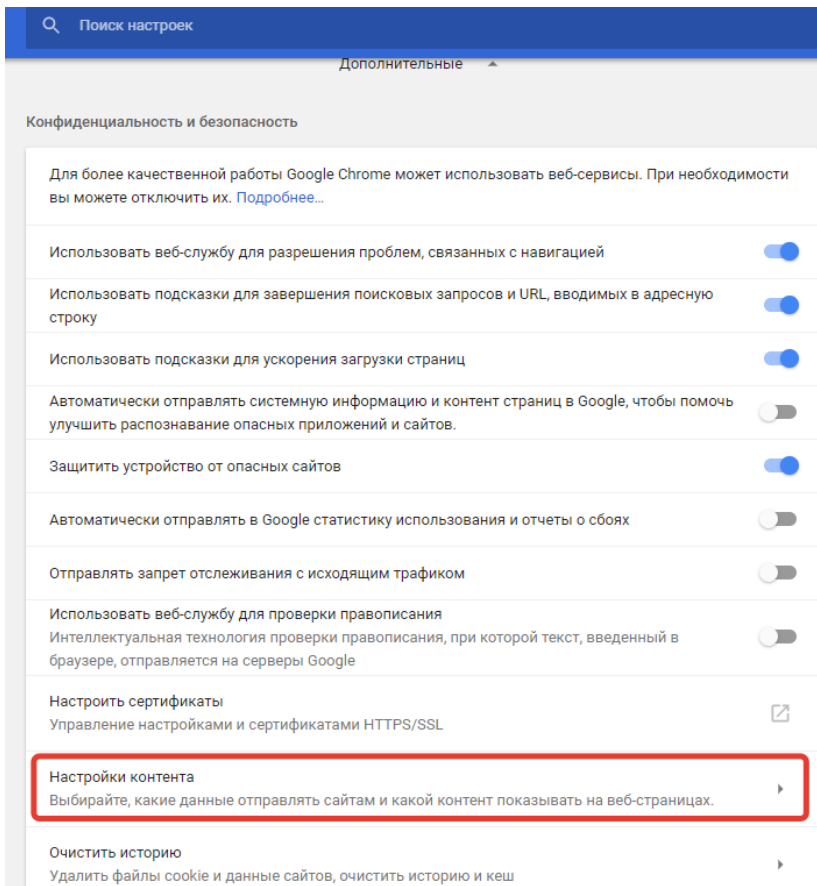 Поиск настроек
Дополнительные
Конфиденциальность и безопасность
Для более качественной работы Google Chrome может использовать веб-сервисы. При необходимости
вы можете отключить их. Подробнее...
Использовать веб-службу для разрешения проблем, связанных с навигацией
Использовать подсказки для завершения поисковых запросов и URL, вводимых в адресную
строку
Использовать подсказки для ускорения загрузки страниц
Автоматически отправлять системную информацию и контент страниц в Google, чтобы помочь
улучшить распознавание опасных приложений и сайтов.
Защитить устройство от опасных сайтов
Автоматически отправлять в Google статистику использования и отчеты о сбоях
Отправлять запрет отслеживания с исходящим трафиком
Использовать веб-службу для проверки правописания
Интеллектуальная технология проверки правописания, при которой текст, введенный в
браузере, отправляется на серверы Google
Настроить сертификаты
Управление настройками и сертификатами HTTPS/SSL
Настройки контента
Выбирайте, какие данные отправлять сайтам и какой контент показывать на веб-страницах.
Очистить историю
Удалить файлы cookie и данные сайтов, очистить историю и кеш